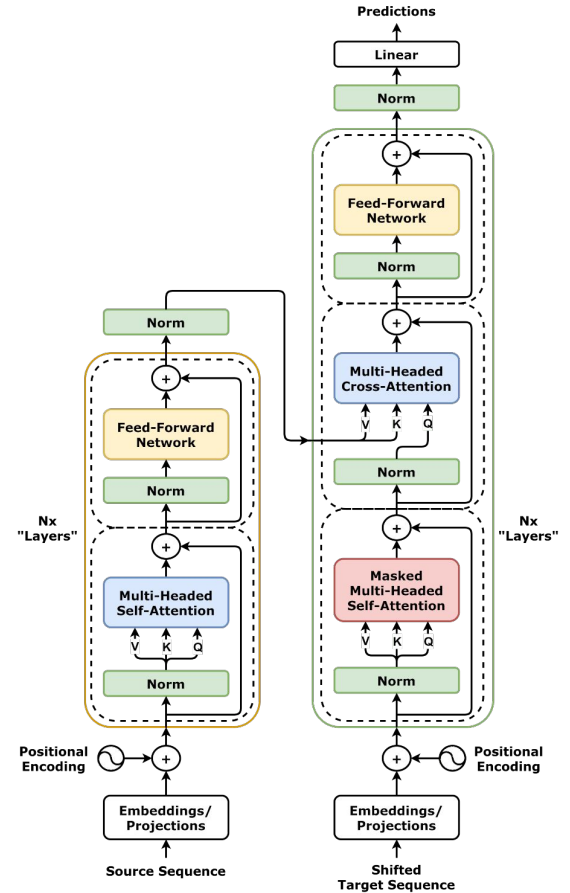 Predictions
Linear
Norm
Feed-Forward
Network
Norm
Multi-Headed
Cross-Attention
V K Q
Norm
Masked
Multi-Headed
Self-Attention
V K Q
Norm
Nx
"Layers"
Positional
Encoding
Embeddings/
Projections
Shifted
Target Sequence
Norm
Feed-Forward
Network
Norm
Multi-Headed
Self-Attention
V K Q
Norm
Nx
"Layers"
Positional
Encoding
Embeddings/
Projections
Source Sequence